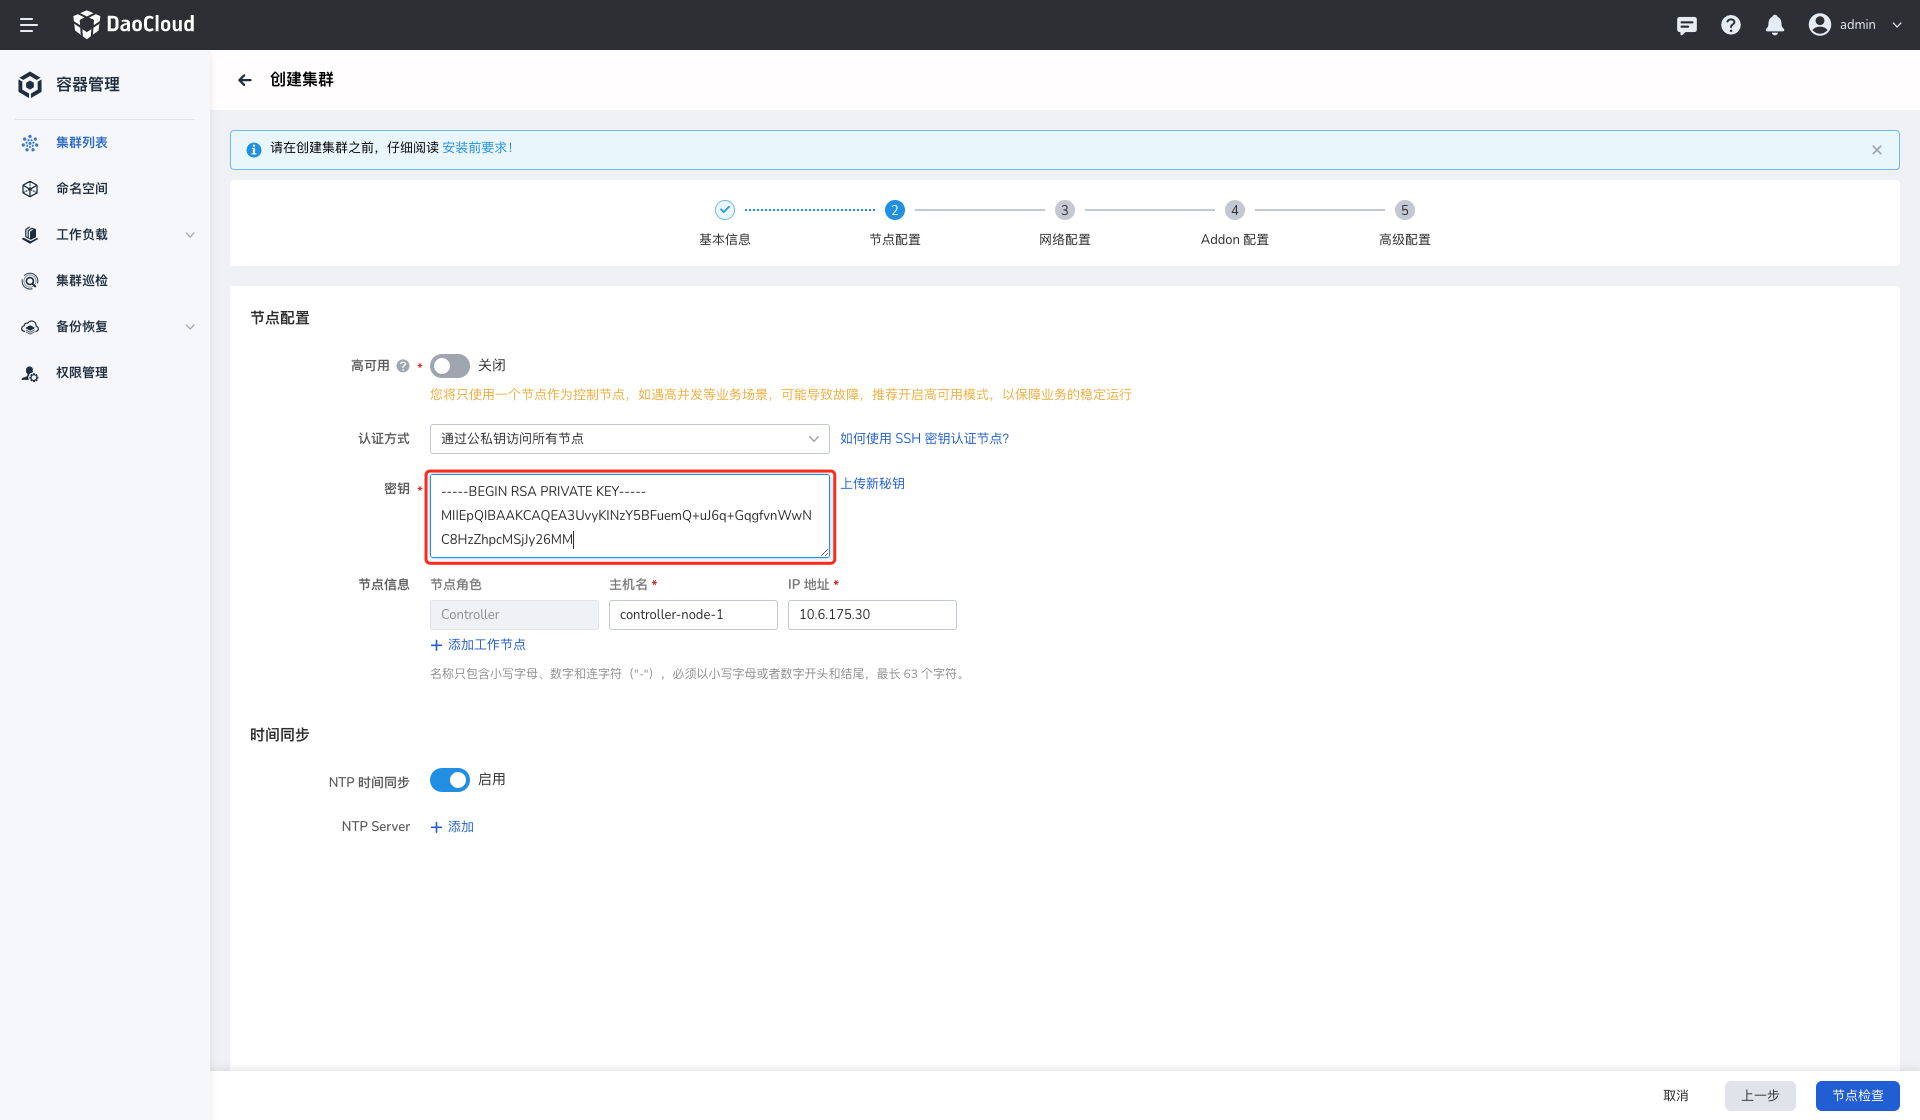 DaoCloud
admin
容器管理
集群列表
命名空间
工作负载
集群巡检
备份恢复
权限管理
创建集群
请在创建集群之前，仔细阅读 安装前要求！
2
3
4
5
基本信息
节点配置
网络配置
Addon 配置
高级配置
节点配置
高可用 ? * 关闭
您将只使用一个节点作为控制节点，如遇高并发等业务场景，可能导致故障，推荐开启高可用模式，以保障业务的稳定运行
认证方式 通过公私钥访问所有节点 如何使用 SSH 密钥认证节点?
密钥 * 上传新秘钥
-----BEGIN RSA PRIVATE KEY-----
MIIEpQIBAAKCAQEA3UvyKINzY5BFuemQ+uJ6q+GqgfvnWwN
C8HzZhpcMSjJy26MM
节点信息 节点角色 主机名 * IP 地址 *
Controller controller-node-1 10.6.175.30
+ 添加工作节点
名称只包含小写字母、数字和连字符（"-"），必须以小写字母或者数字开头和结尾，最长 63 个字符。
时间同步
NTP 时间同步 启用
NTP Server + 添加
取消 上一步 节点检查